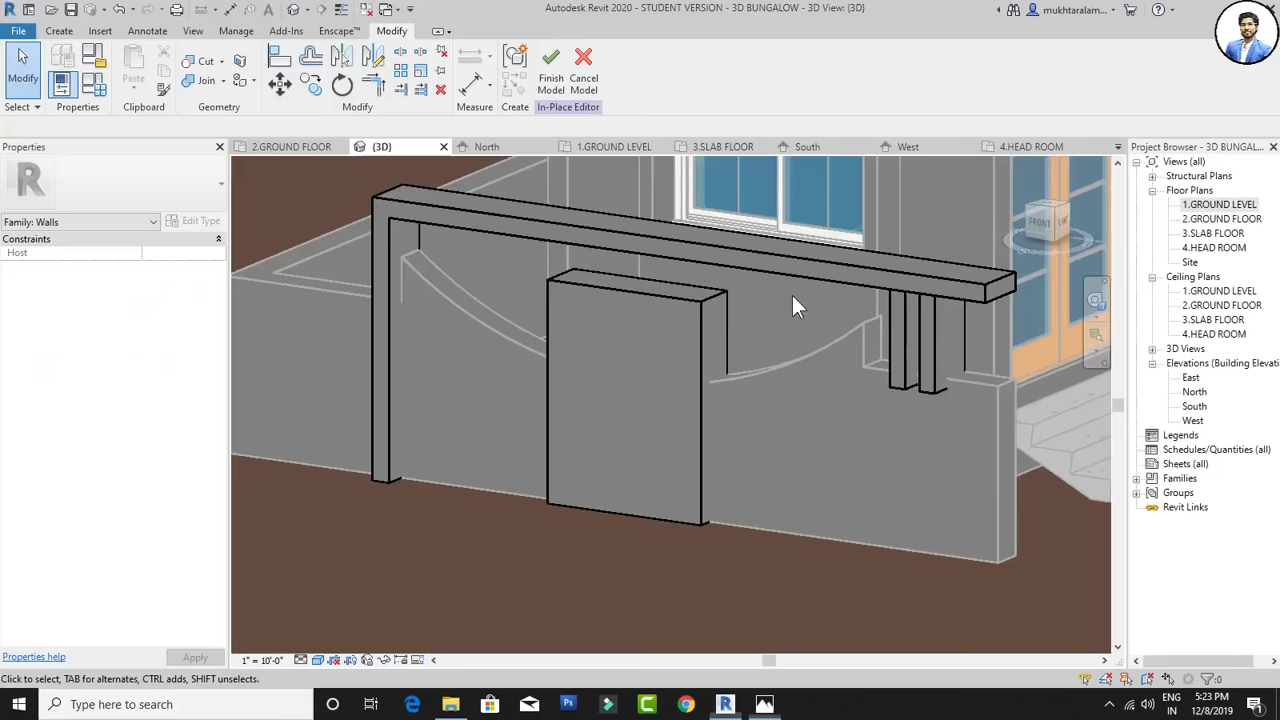 Autodesk Revit 2020 - STUDENT VERSION - 3D BUNGALOW - 3D View: {3D}
mukhtaralam...
File Create Insert Annotate View Manage Add-Ins Enscape™ Modify
Modify
Paste
Cut
Join
Finish Model
Cancel Model
Select Properties Clipboard Geometry Modify Measure Create In-Place Editor
Properties
2.GROUND FLOOR {3D} North 1.GROUND LEVEL 3.SLAB FLOOR South West 4.HEAD ROOM
Project Browser - 3D BUNGAL...
Family: Walls
Edit Type
Constraints
Host
FRONT
Views (all)
Structural Plans
Floor Plans
1.GROUND LEVEL
2.GROUND FLOOR
3.SLAB FLOOR
4.HEAD ROOM
Site
Ceiling Plans
1.GROUND LEVEL
2.GROUND FLOOR
3.SLAB FLOOR
4.HEAD ROOM
3D Views
Elevations (Building Elevati
East
North
South
West
Legends
Schedules/Quantities (all)
Sheets (all)
Families
Groups
Revit Links
Properties help
Apply
1" = 10'-0"
Click to select, TAB for alternates, CTRL adds, SHIFT unselects.
:0
Type here to search
ENG
IN
5:23 PM
12/8/2019